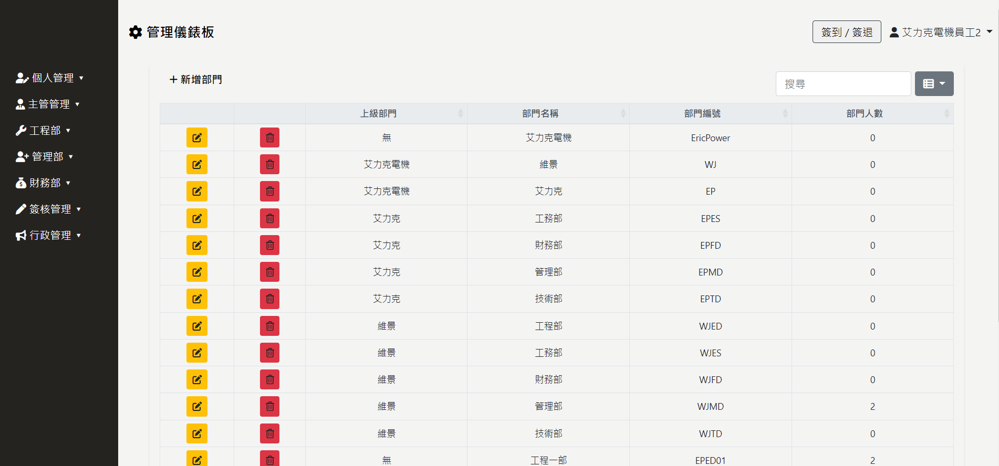 管理儀錶板
簽到 / 簽退
艾力克電機員工2
個人管理
主管管理
工程部
管理部
財務部
簽核管理
行政管理
新增部門
搜尋
上級部門 部門名稱 部門編號 部門人數
無 艾力克電機 EricPower 0
艾力克電機 維景 WJ 0
艾力克電機 艾力克 EP 0
艾力克 工務部 EPES 0
艾力克 財務部 EPFD 0
艾力克 管理部 EPMD 0
艾力克 技術部 EPTD 0
維景 工程部 WJED 0
維景 工務部 WJES 0
維景 財務部 WJFD 0
維景 管理部 WJMD 2
維景 技術部 WJTD 0
無 工程一部 EPED01 2